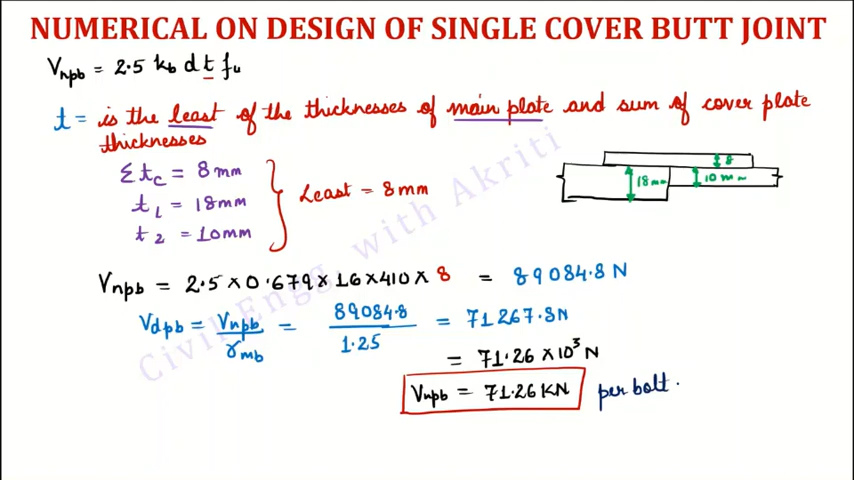 NUMERICAL ON DESIGN OF SINGLE COVER BUTT JOINT
Vnpb = 2.5 kb d t fu
t = is the least of the thicknesses of main plate and sum of cover plate
thicknesses
Σtc = 8mm
t1 = 18mm
t2 = 10mm
Least = 8mm
8
18mm
10mm
Vnpb = 2.5 × 0.679 × 16 × 410 × 8 = 89084.8 N
Vdpb = Vnpb / γmb = 89084.8 / 1.25 = 71267.8N
= 71.26 × 10³ N
Vnpb = 71.26 KN per bolt.
Civil Engg with Akriti